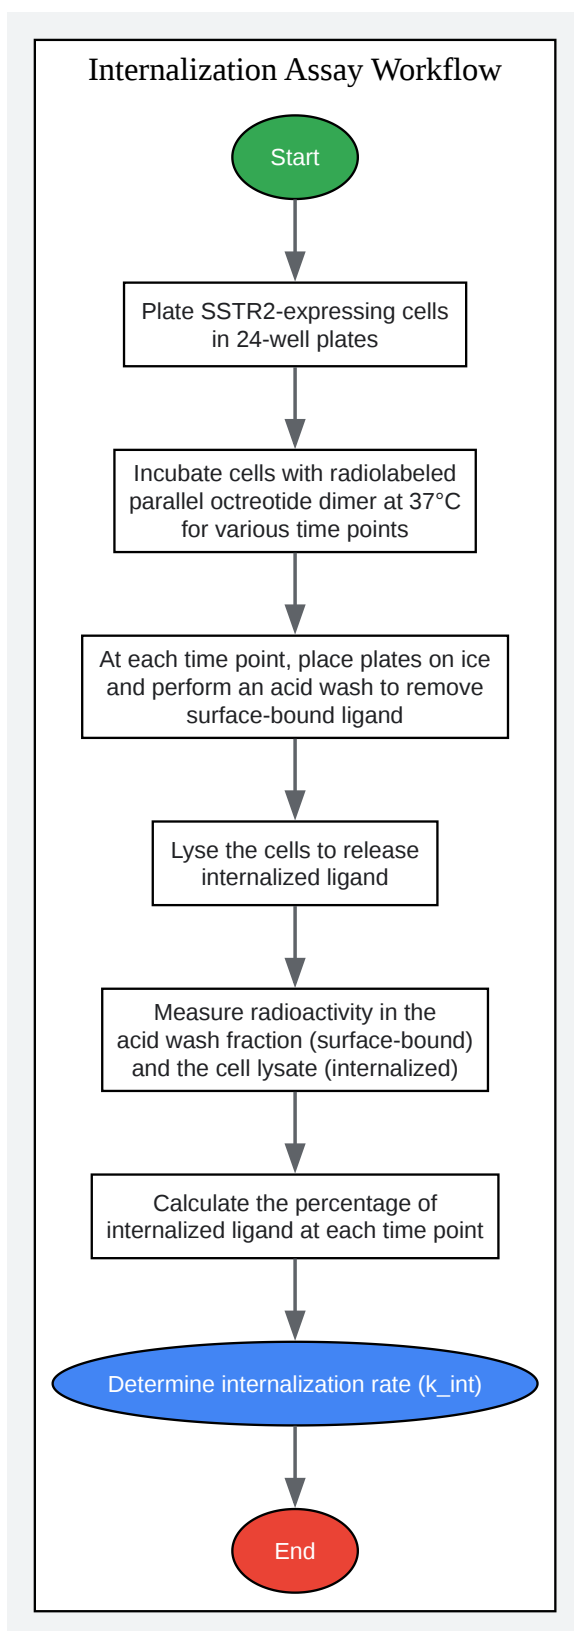 Internalization Assay Workflow
Start
Plate SSTR2-expressing cells
in 24-well plates
Incubate cells with radiolabeled
parallel octreotide dimer at 37°C
for various time points
At each time point, place plates on ice
and perform an acid wash to remove
surface-bound ligand
Lyse the cells to release
internalized ligand
Measure radioactivity in the
acid wash fraction (surface-bound)
and the cell lysate (internalized)
Calculate the percentage of
internalized ligand at each time point
Determine internalization rate (k_int)
End